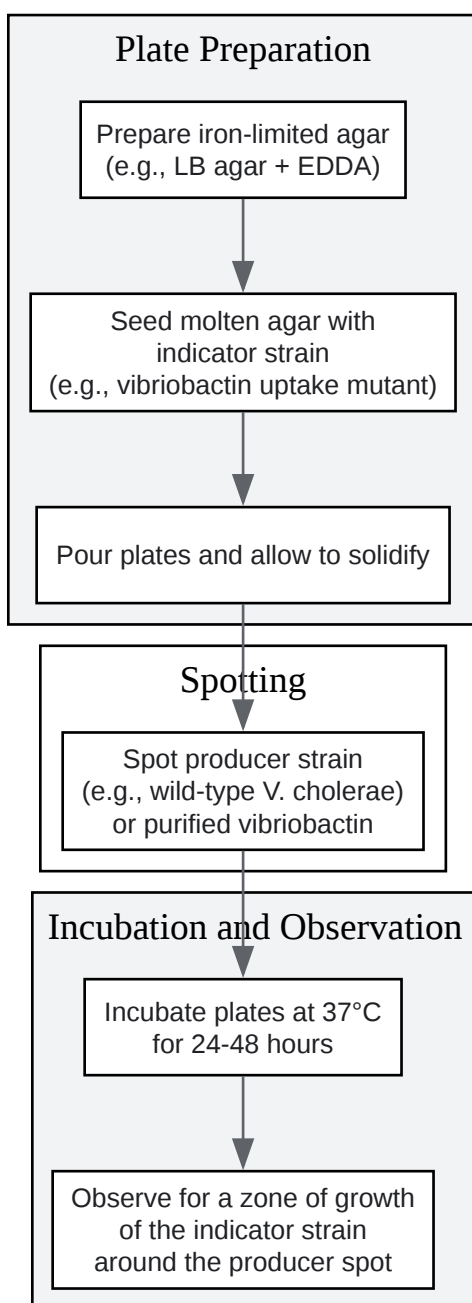 Plate Preparation
Prepare iron-limited agar
(e.g., LB agar + EDDA)
Seed molten agar with
indicator strain
(e.g., vibriobactin uptake mutant)
Pour plates and allow to solidify
Spotting
Spot producer strain
(e.g., wild-type V. cholerae)
or purified vibriobactin
Incubation and Observation
Incubate plates at 37°C
for 24-48 hours
Observe for a zone of growth
of the indicator strain
around the producer spot